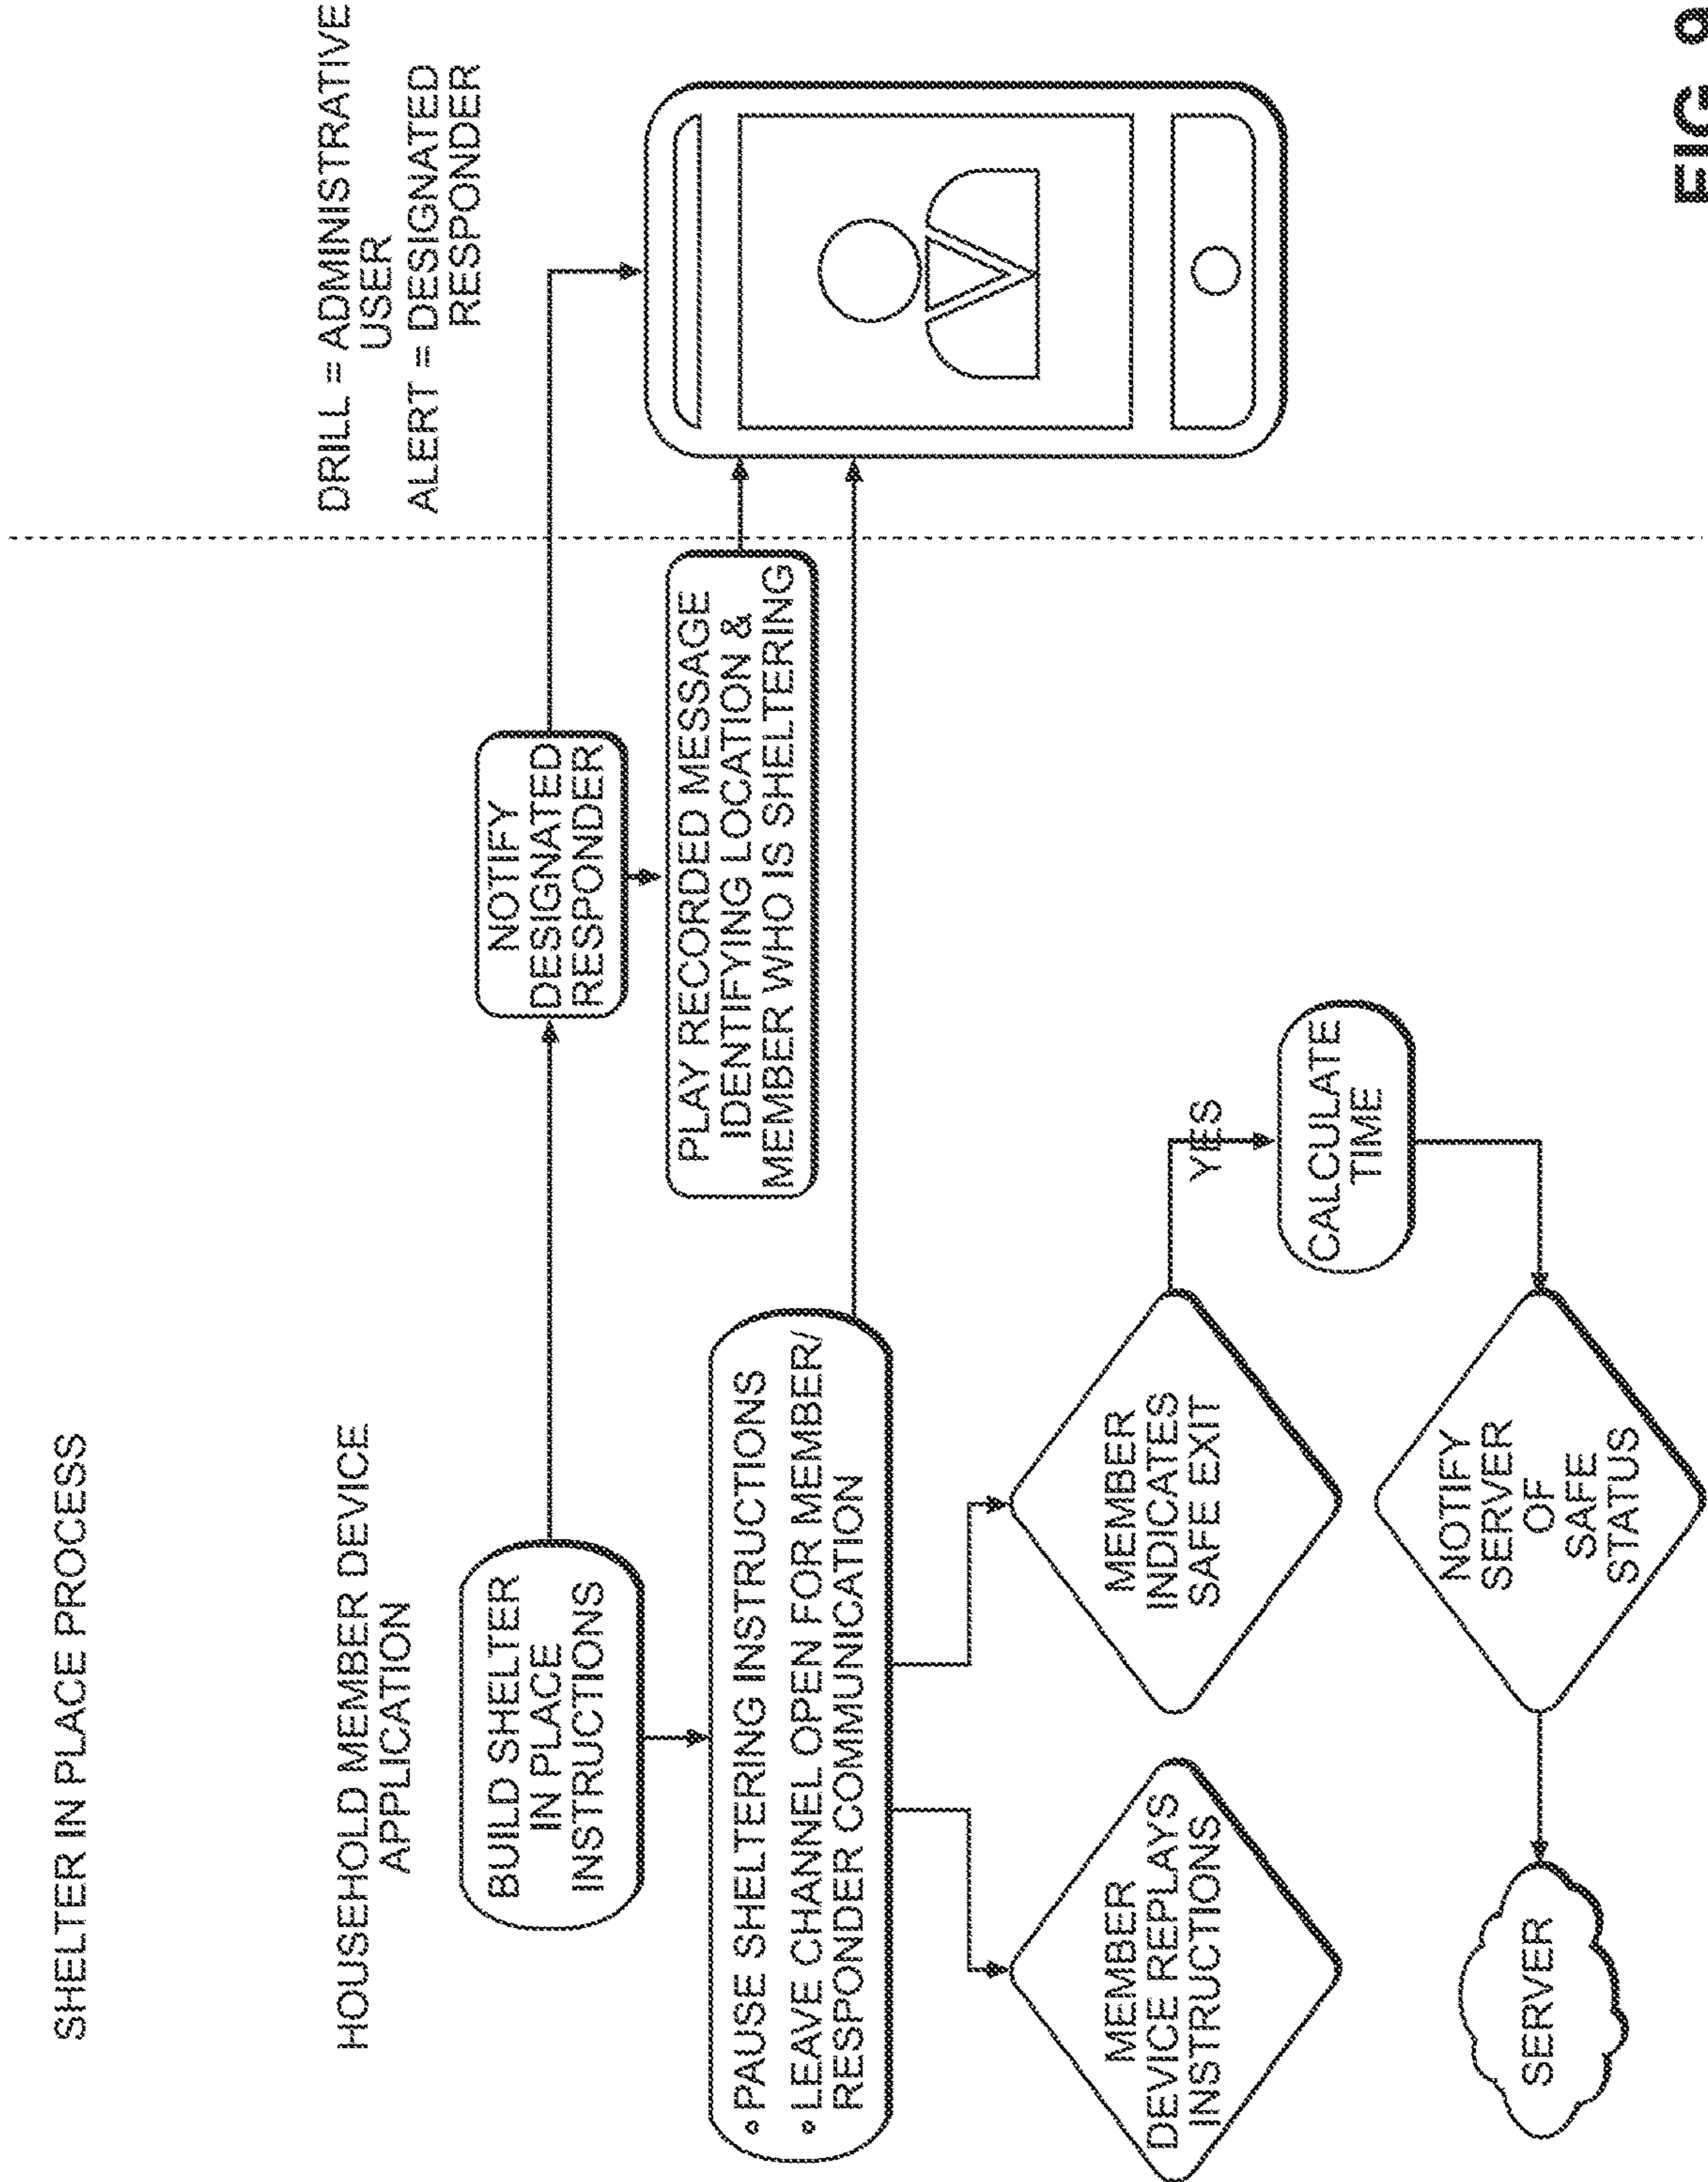 SHELTER IN PLACE PROCESS
HOUSEHOLD MEMBER DEVICE
APPLICATION
DRILL = ADMINISTRATIVE
USER
ALERT = DESIGNATED
RESPONDER
BUILD SHELTER
IN PLACE
INSTRUCTIONS
NOTIFY
DESIGNATED
RESPONDER
PLAY RECORDED MESSAGE
IDENTIFYING LOCATION &
MEMBER WHO IS SHELTERING
• PAUSE SHELTERING INSTRUCTIONS
• LEAVE CHANNEL OPEN FOR MEMBER/
RESPONDER COMMUNICATION
MEMBER
DEVICE REPLAYS
INSTRUCTIONS
MEMBER
INDICATES
SAFE EXIT
YES
CALCULATE
TIME
NOTIFY
SERVER
OF
SAFE
STATUS
SERVER
FIG. 9